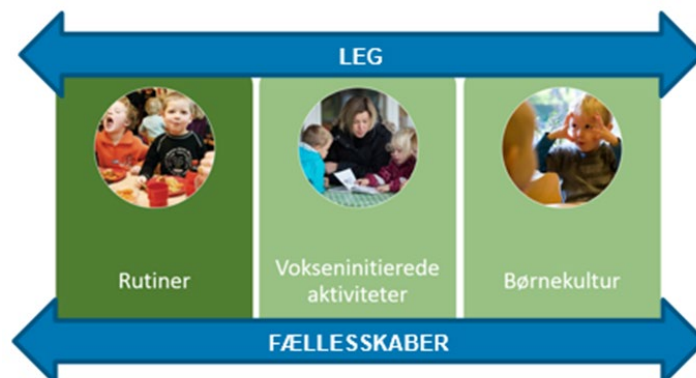 LEG
Rutiner
Vokseninitierede
aktiviteter
Børnekultur
FÆLLESSKABER